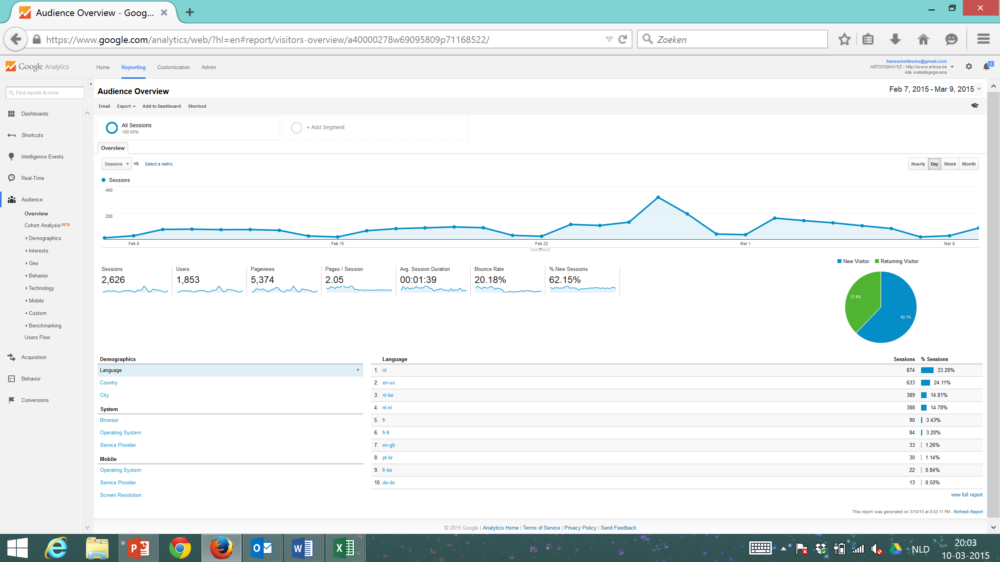 Audience Overview - Goog...
https://www.google.com/analytics/web/?hl=en#report/visitors-overview/a40000278w69095809p71168522/
Zoeken
Google Analytics
Home
Reporting
Customization
Admin
hanssmellinckx@gmail.com
ARTOOS|HAYEZ - http://www.artoos.be
Alle websitegegevens
Find reports & more
Dashboards
Shortcuts
Intelligence Events
Real-Time
Audience
Overview
Cohort Analysis BETA
Demographics
Interests
Geo
Behavior
Technology
Mobile
Custom
Benchmarking
Users Flow
Acquisition
Behavior
Conversions
Audience Overview
Feb 7, 2015 - Mar 9, 2015
Email Export Add to Dashboard Shortcut
All Sessions
100.00%
+ Add Segment
Overview
Sessions vs. Select a metric
Hourly Day Week Month
Sessions
400
200
Feb 8 Feb 15 Feb 22 Mar 1 Mar 8
Sessions
2,626
Users
1,853
Pageviews
5,374
Pages / Session
2.05
Avg. Session Duration
00:01:39
Bounce Rate
20.18%
% New Sessions
62.15%
New Visitor Returning Visitor
37.9%
62.1%
Demographics
Language
Country
City
System
Browser
Operating System
Service Provider
Mobile
Operating System
Service Provider
Screen Resolution
Language Sessions % Sessions
1. nl 874 33.28%
2. en-us 633 24.11%
3. nl-be 389 14.81%
4. nl-nl 388 14.78%
5. fr 90 3.43%
6. fr-fr 84 3.20%
7. en-gb 33 1.26%
8. pt-br 30 1.14%
9. fr-be 22 0.84%
10. de-de 13 0.50%
view full report
This report was generated on 3/10/15 at 8:03:11 PM - Refresh Report
© 2015 Google | Analytics Home | Terms of Service | Privacy Policy | Send Feedback
NLD
20:03
10-03-2015